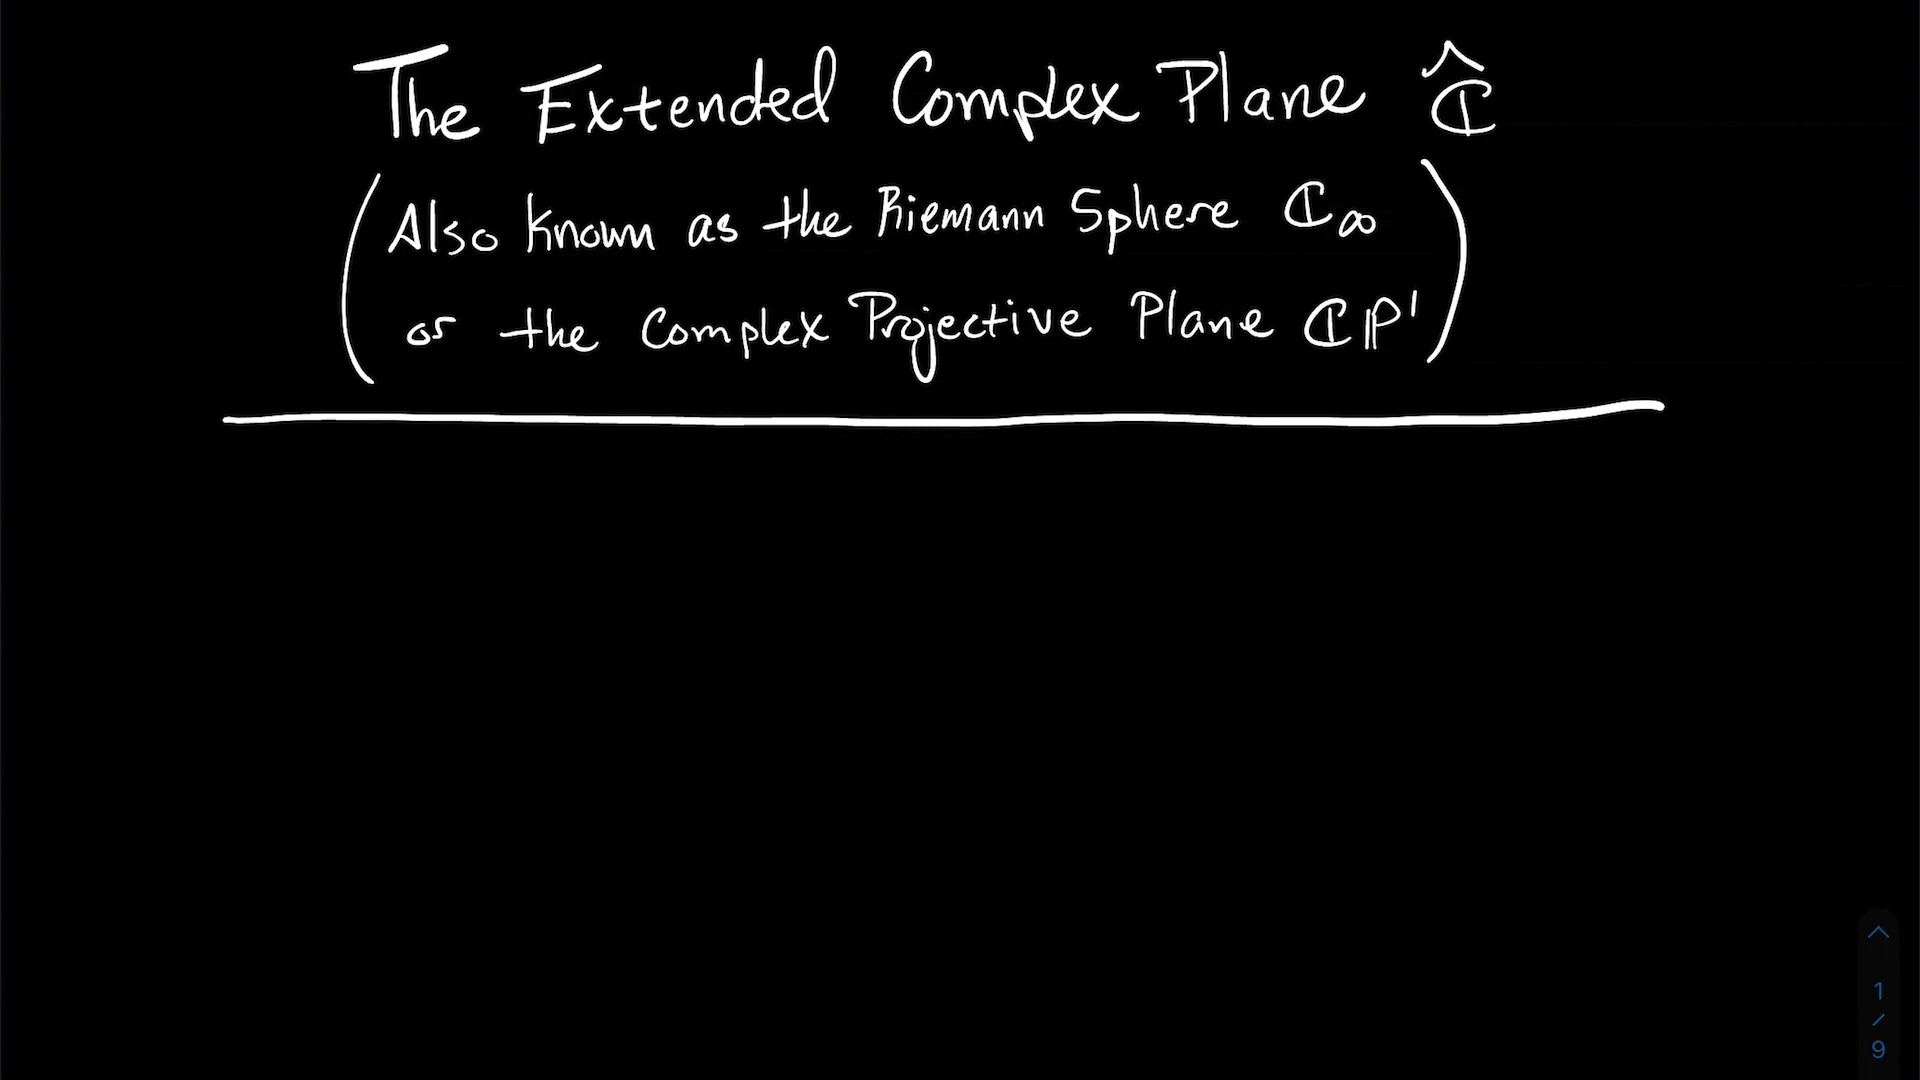 The Extended Complex Plane ℂ̂
(Also known as the Riemann Sphere ℂ∞
or the Complex Projective Plane ℂℙ¹)
1
/
9